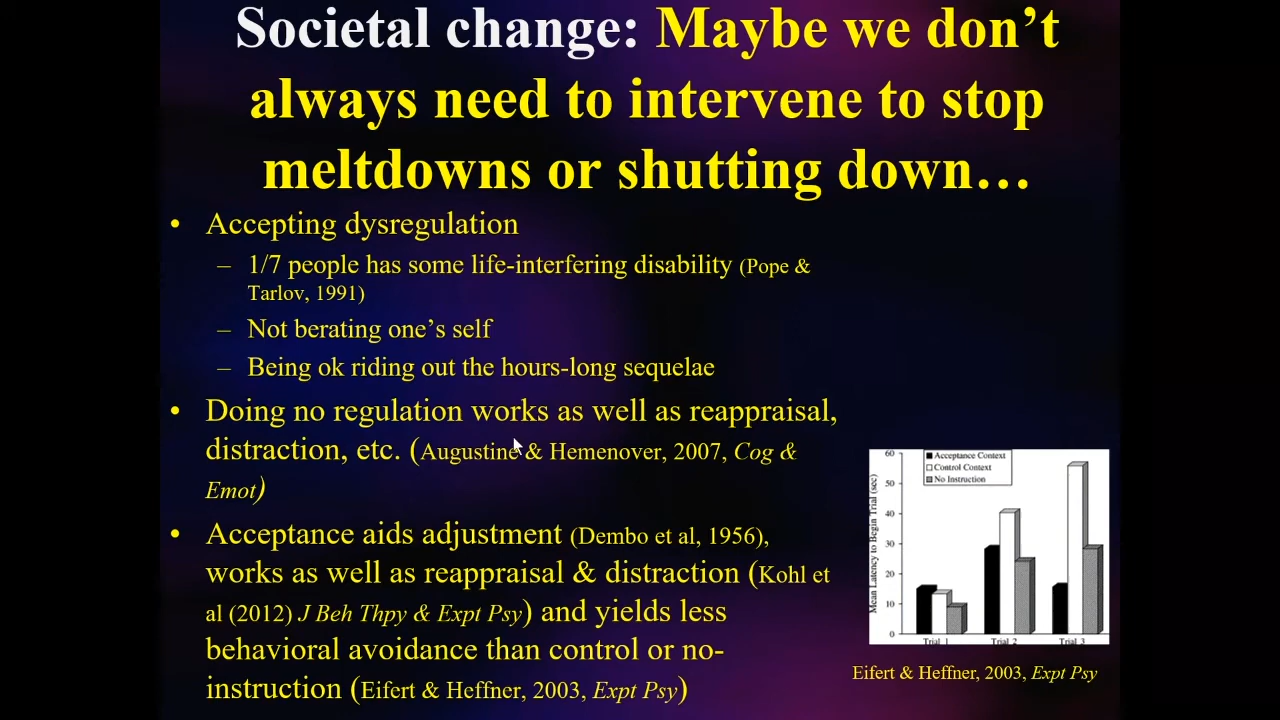 Societal change: Maybe we don’t
always need to intervene to stop
meltdowns or shutting down…
• Accepting dysregulation
– 1/7 people has some life-interfering disability (Pope &
Tarlov, 1991)
– Not berating one’s self
– Being ok riding out the hours-long sequelae
• Doing no regulation works as well as reappraisal,
distraction, etc. (Augustine & Hemenover, 2007, Cog &
Emot)
• Acceptance aids adjustment (Dembo et al, 1956),
works as well as reappraisal & distraction (Kohl et
al (2012) J Beh Thpy & Expt Psy) and yields less
behavioral avoidance than control or no-
instruction (Eifert & Heffner, 2003, Expt Psy)
Mean Latency to Begin Trial (sec)
60
50
40
30
20
10
0
Acceptance Context
Control Context
No Instruction
Trial 1
Trial 2
Trial 3
Eifert & Heffner, 2003, Expt Psy